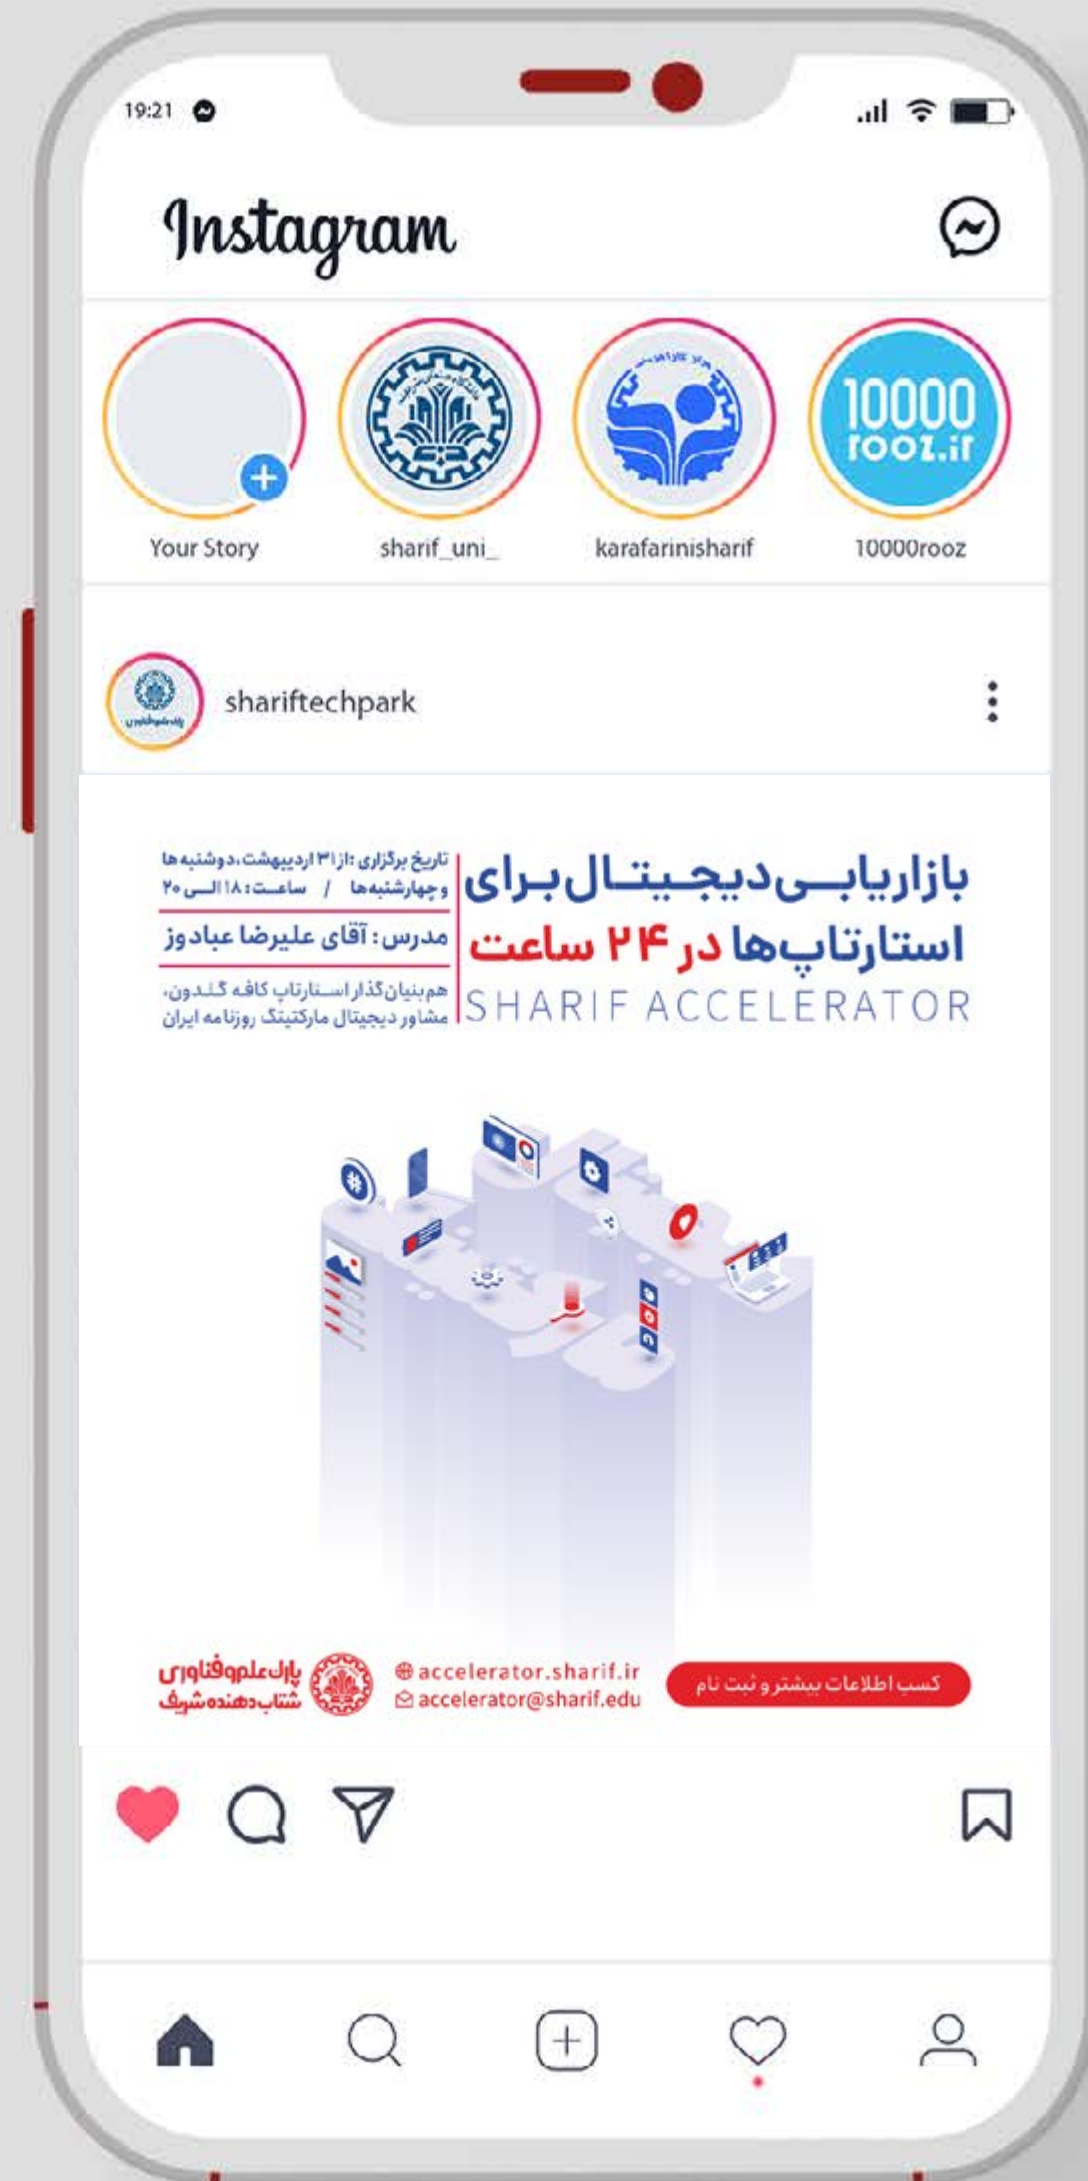 19:21
Instagram
10000
rooz.ir
Your Story
sharif_uni_
karafarinisharif
10000rooz
shariftechpark
بازاریابی دیجیتال برای
استارتاپ‌ها در ۲۴ ساعت
SHARIF ACCELERATOR
تاریخ برگزاری :از ۳۱ اردیبهشت،دوشنبه ها
و چهارشنبه‌ها / ساعت: ۱۸ الی ۲۰
مدرس: آقای علیرضا عبادوز
هم بنیان گذار استارتاپ کافه گلدون،
مشاور دیجیتال مارکتینگ روزنامه ایران
کسب اطلاعات بیشتر و ثبت نام
accelerator.sharif.ir
accelerator@sharif.edu
پارک علم و فناوری
شتاب دهنده شریف